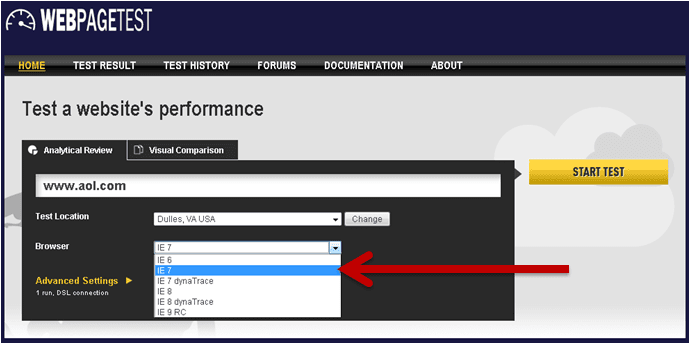 WEBPAGETEST
HOME TEST RESULT TEST HISTORY FORUMS DOCUMENTATION ABOUT
Test a website's performance
Analytical Review Visual Comparison
www.aol.com
START TEST
Test Location Dulles, VA USA Change
Browser IE 7
IE 6
IE 7
Advanced Settings IE 7 dynaTrace
1 run, DSL connection IE 8
IE 8 dynaTrace
IE 9 RC